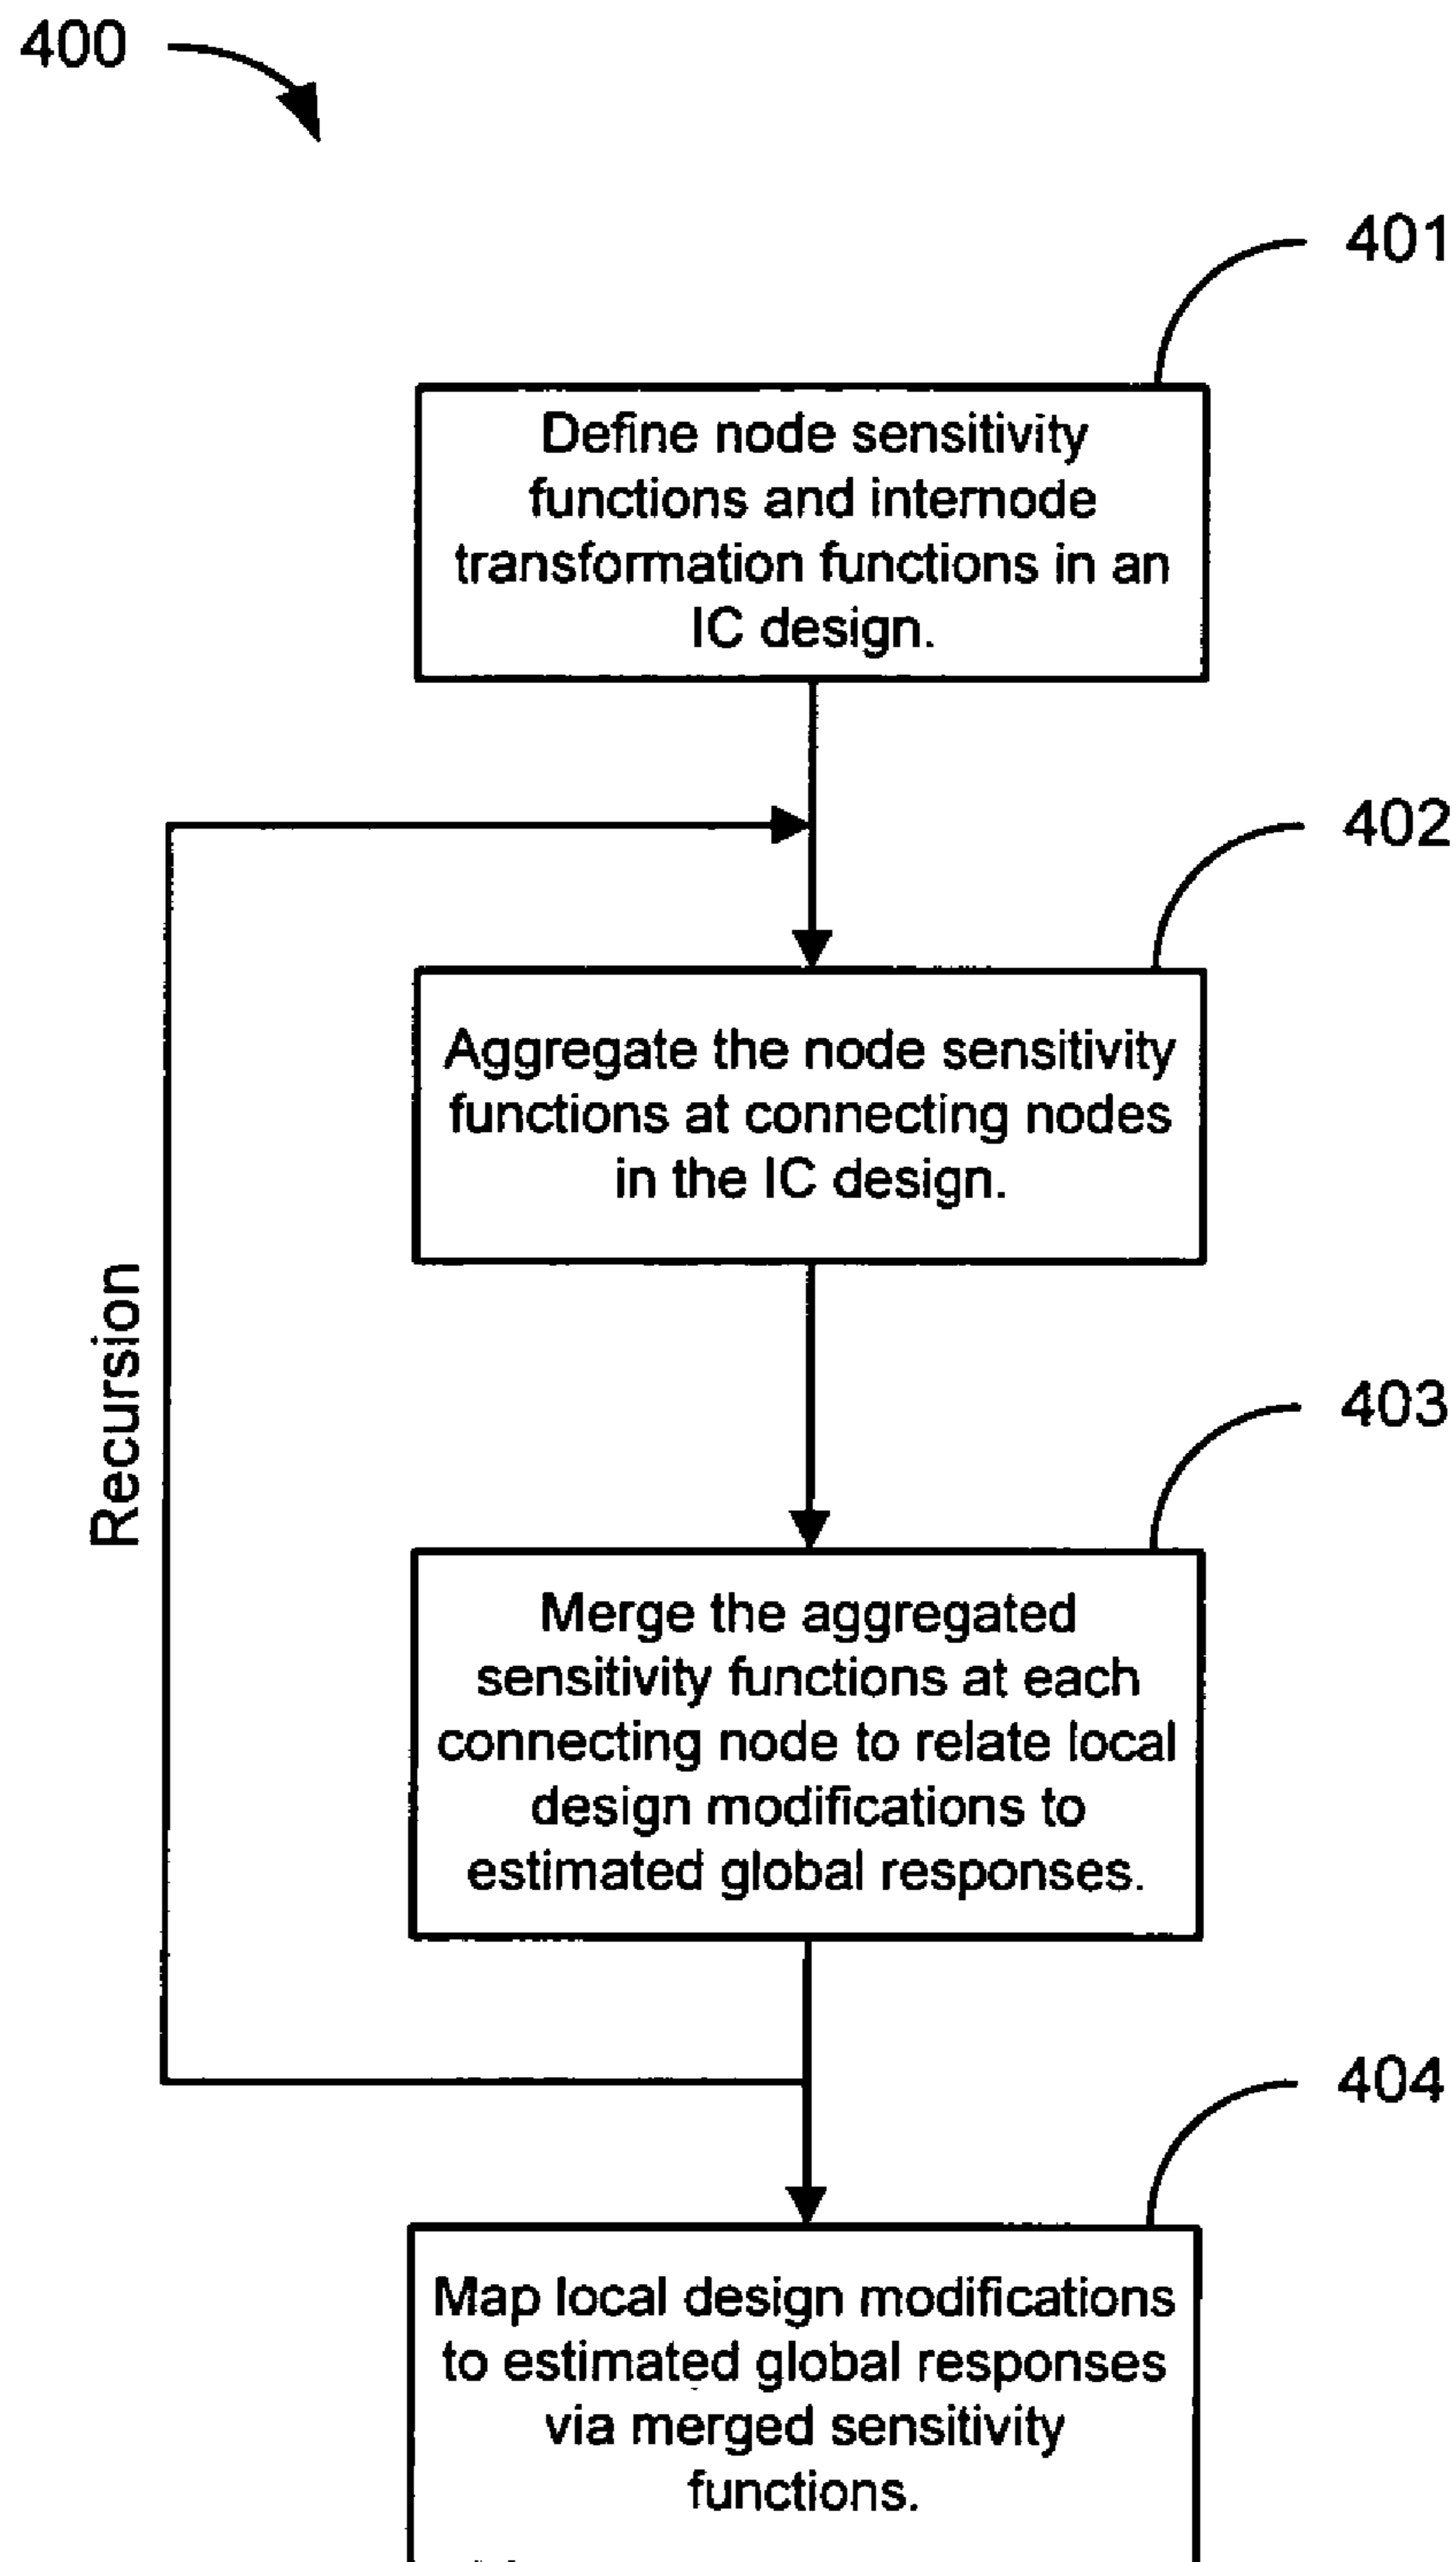 400
401
Define node sensitivity
functions and internode
transformation functions in an
IC design.
402
Aggregate the node sensitivity
functions at connecting nodes
in the IC design.
Recursion
403
Merge the aggregated
sensitivity functions at each
connecting node to relate local
design modifications to
estimated global responses.
404
Map local design modifications
to estimated global responses
via merged sensitivity
functions.